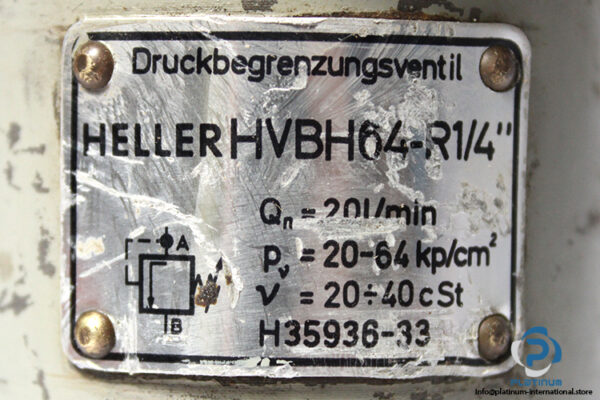 Druckbegrenzungsventil
HELLER HVBH64-R1/4"
Qn = 20l/min
pv = 20-64 kp/cm²
ν = 20÷40 cSt
H35936-33
A
B
PLATINUM
info@platinum-international.store